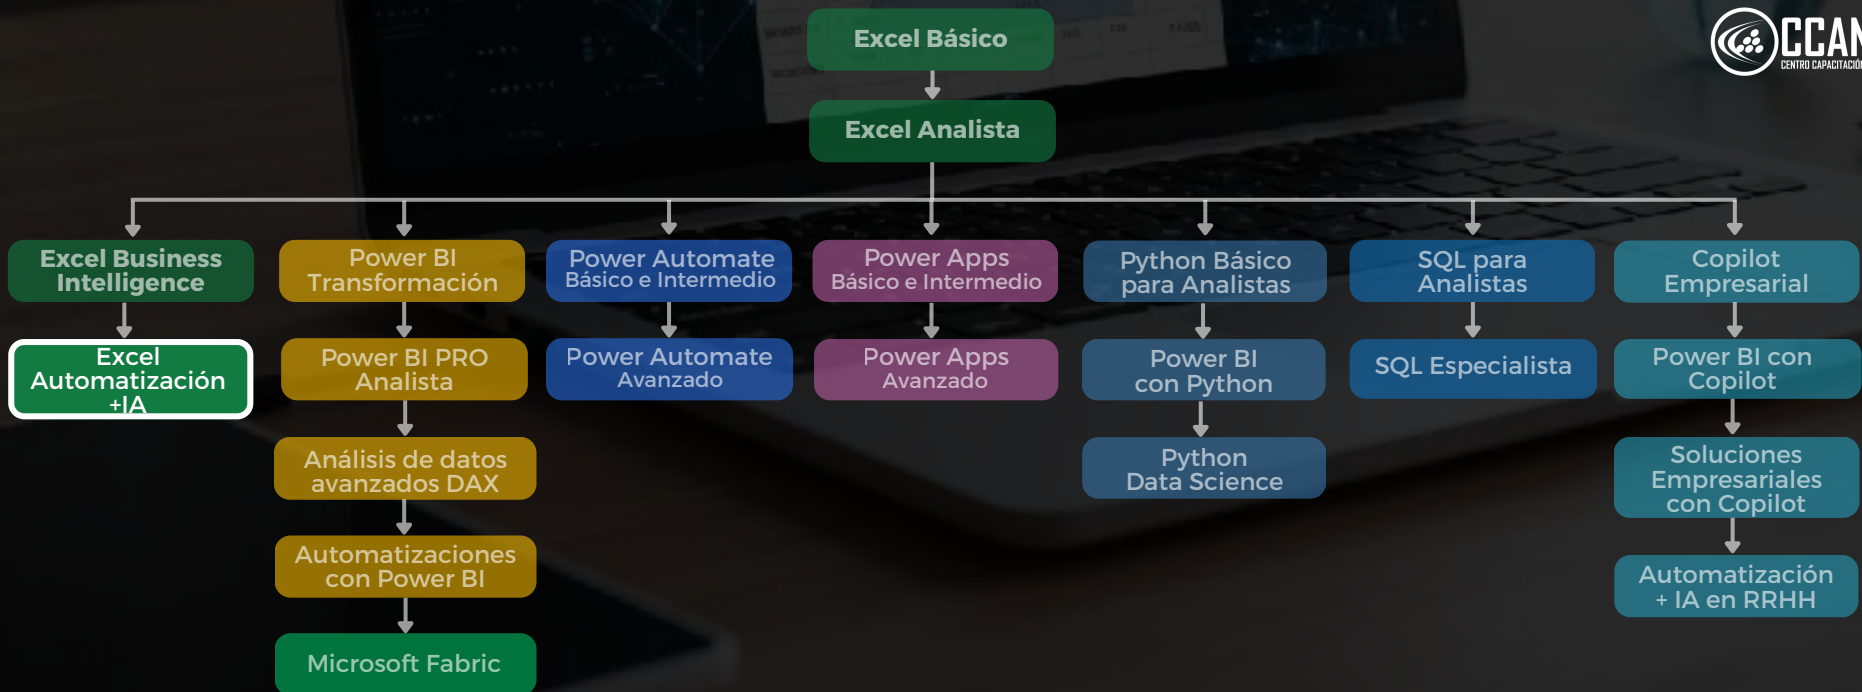 Excel Básico
CCAN
CENTRO CAPACITACIÓN
Excel Analista
Excel Business
Intelligence
Power BI
Transformación
Power Automate
Básico e Intermedio
Power Apps
Básico e Intermedio
Python Básico
para Analistas
SQL para
Analistas
Copilot
Empresarial
Excel
Automatización
+IA
Power BI PRO
Analista
Power Automate
Avanzado
Power Apps
Avanzado
Power BI
con Python
SQL Especialista
Power BI con
Copilot
Análisis de datos
avanzados DAX
Python
Data Science
Soluciones
Empresariales
con Copilot
Automatizaciones
con Power BI
Automatización
+ IA en RRHH
Microsoft Fabric